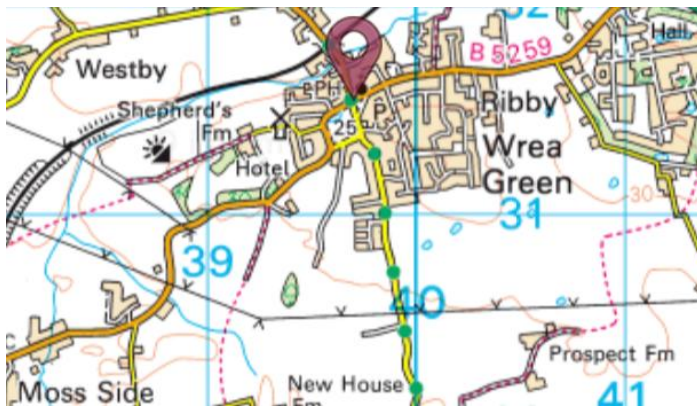 32
Hall
B 5259
Westby
PH
Shepherd's
Fm
P
25
Ribby
Wrea
Green
Hotel
30
31
39
40
P
Prospect Fm
New House
Fm
Moss Side
41